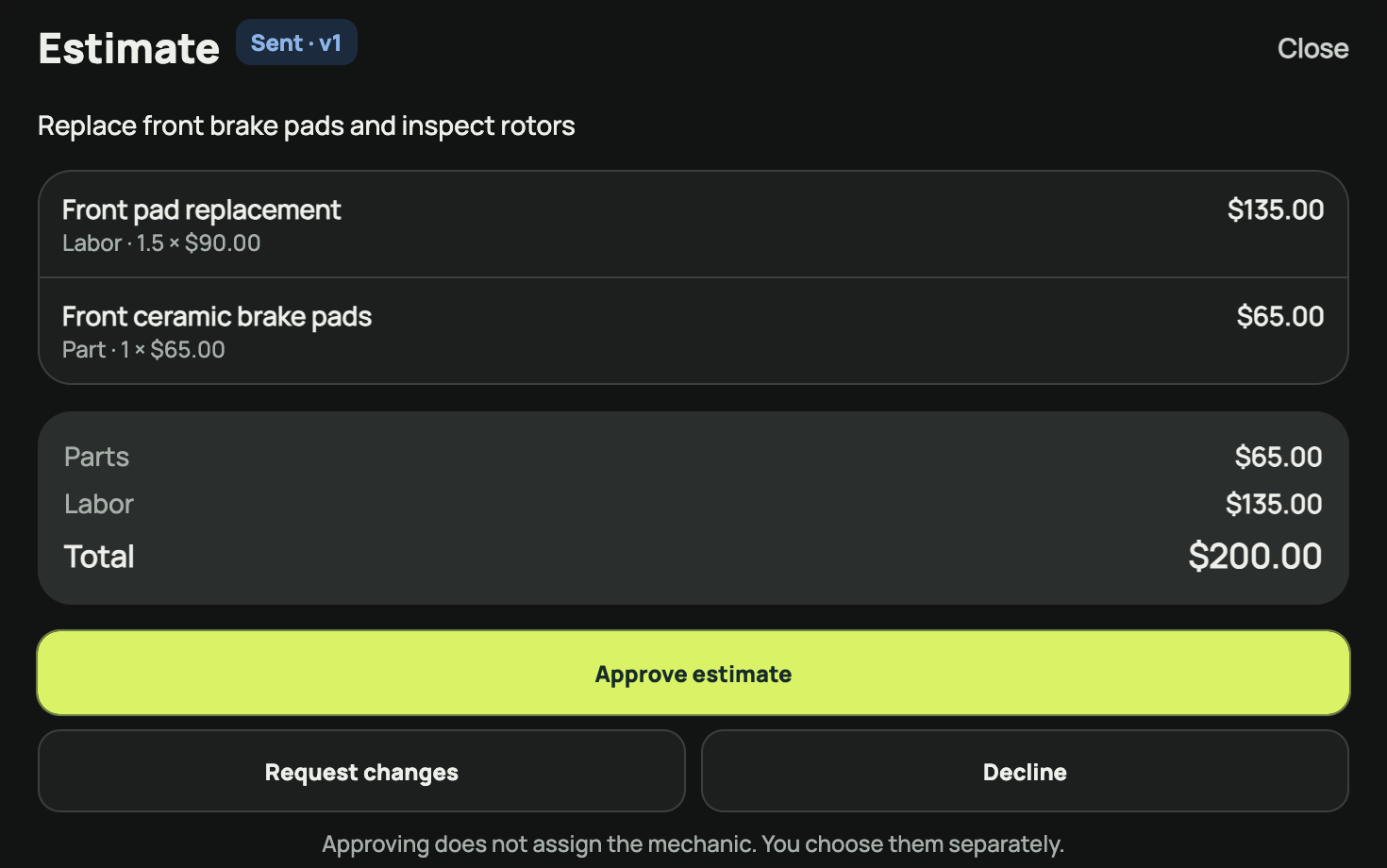 Estimate Sent · v1 Close
Replace front brake pads and inspect rotors
Front pad replacement $135.00
Labor · 1.5 × $90.00
Front ceramic brake pads $65.00
Part · 1 × $65.00
Parts $65.00
Labor $135.00
Total $200.00
Approve estimate
Request changes Decline
Approving does not assign the mechanic. You choose them separately.